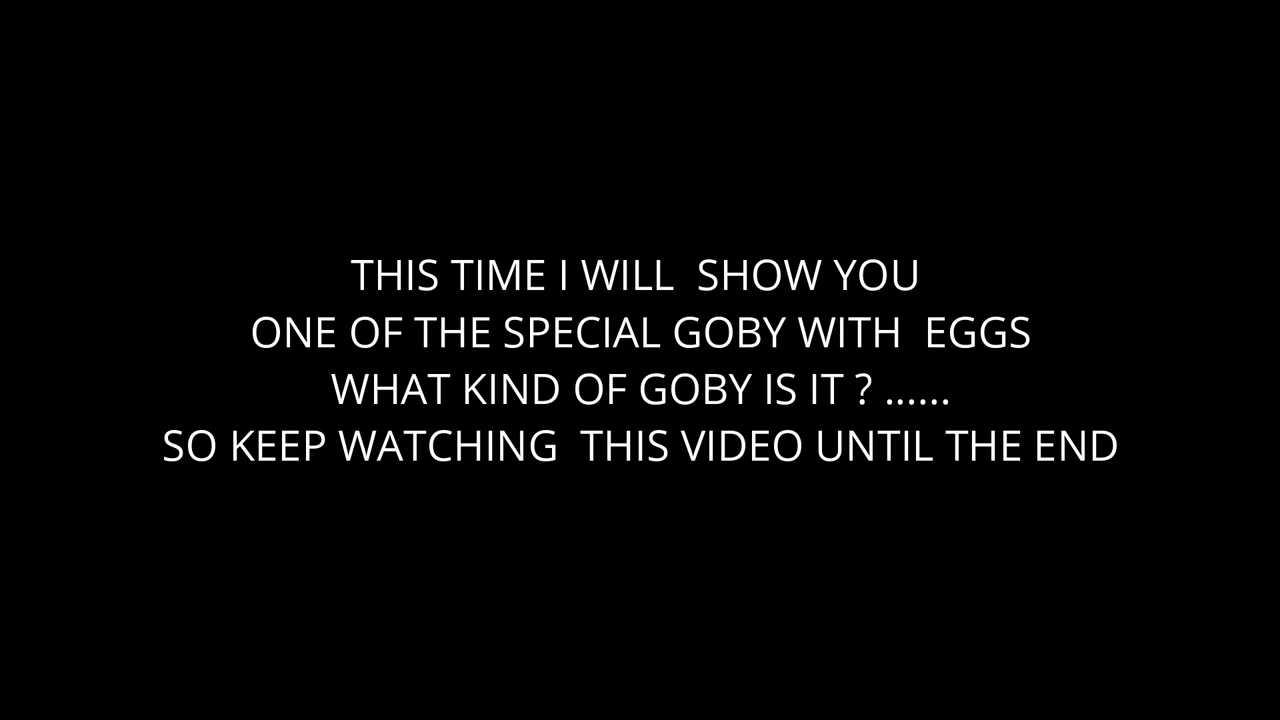 THIS TIME I WILL  SHOW YOU
ONE OF THE SPECIAL GOBY WITH  EGGS
WHAT KIND OF GOBY IS IT ? ......
SO KEEP WATCHING  THIS VIDEO UNTIL THE END